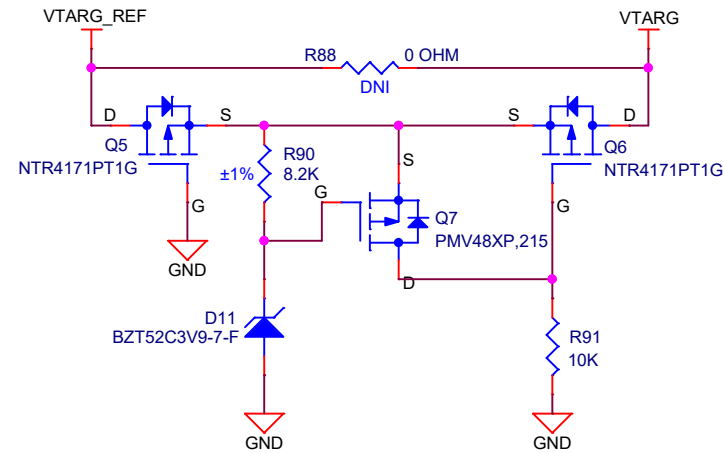 VTARG_REF
VTARG
R88
0 OHM
DNI
D
S
S
D
Q5
NTR4171PT1G
R90
±1%
8.2K
S
Q6
NTR4171PT1G
G
G
Q7
G
PMV48XP,215
GND
D
D11
BZT52C3V9-7-F
R91
10K
GND
GND